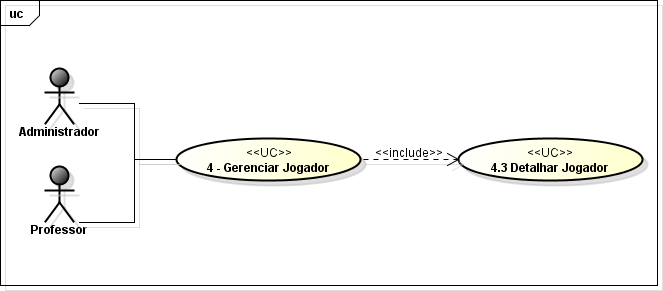 uc
Administrador
Professor
<<UC>>
4 - Gerenciar Jogador
<<include>>
<<UC>>
4.3 Detalhar Jogador